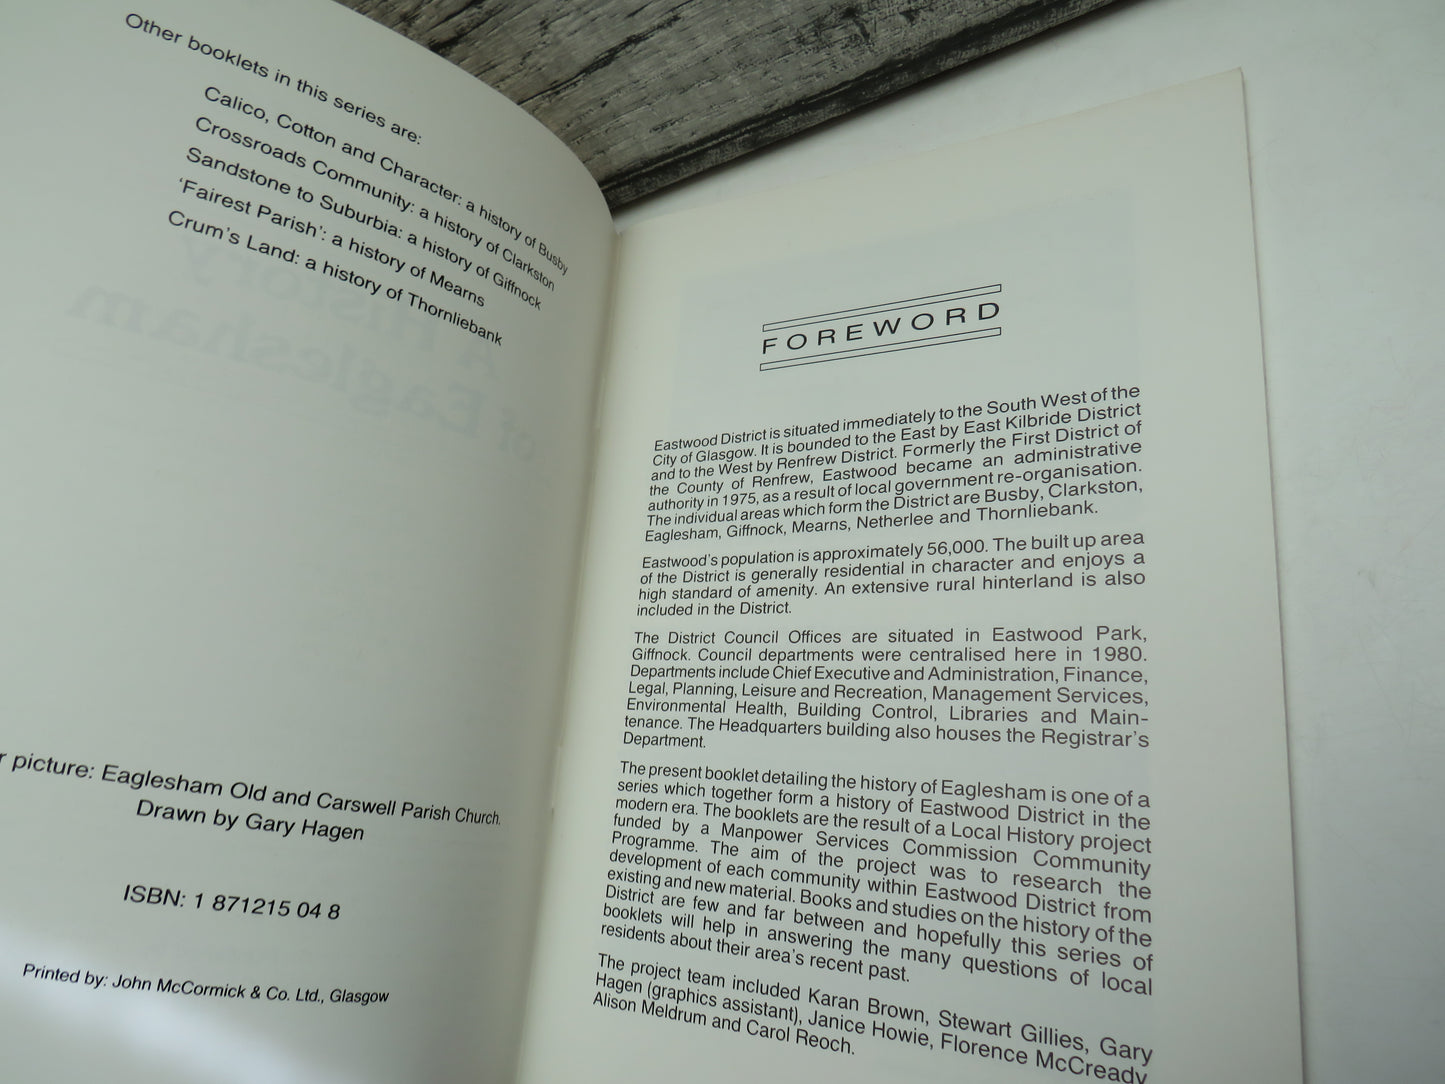 Other booklets in this series are:
Calico, Cotton and Character: a history of Busby
Crossroads Community: a history of Clarkston
Sandstone to Suburbia: a history of Giffnock
‘Fairest Parish’: a history of Mearns
Crum’s Land: a history of Thornliebank
picture: Eaglesham Old and Carswell Parish Church.
Drawn by Gary Hagen
ISBN: 1 871215 04 8
Printed by: John McCormick & Co. Ltd., Glasgow
FOREWORD
Eastwood District is situated immediately to the South West of the
City of Glasgow. It is bounded to the East by East Kilbride District
and to the West by Renfrew District. Formerly the First District of
the County of Renfrew, Eastwood became an administrative
authority in 1975, as a result of local government re-organisation.
The individual areas which form the District are Busby, Clarkston,
Eaglesham, Giffnock, Mearns, Netherlee and Thornliebank.
Eastwood’s population is approximately 56,000. The built up area
of the District is generally residential in character and enjoys a
high standard of amenity. An extensive rural hinterland is also
included in the District.
The District Council Offices are situated in Eastwood Park,
Giffnock. Council departments were centralised here in 1980.
Departments include Chief Executive and Administration, Finance,
Legal, Planning, Leisure and Recreation, Management Services,
Environmental Health, Building Control, Libraries and Main-
tenance. The Headquarters building also houses the Registrar’s
Department.
The present booklet detailing the history of Eaglesham is one of a
series which together form a history of Eastwood District in the
modern era. The booklets are the result of a Local History project
funded by a Manpower Services Commission Community
Programme. The aim of the project was to research the
development of each community within Eastwood District from
existing and new material. Books and studies on the history of the
District are few and far between and hopefully this series of
booklets will help in answering the many questions of local
residents about their area’s recent past.
The project team included Karan Brown, Stewart Gillies, Gary
Hagen (graphics assistant), Janice Howie, Florence McCready,
Alison Meldrum and Carol Reoch.